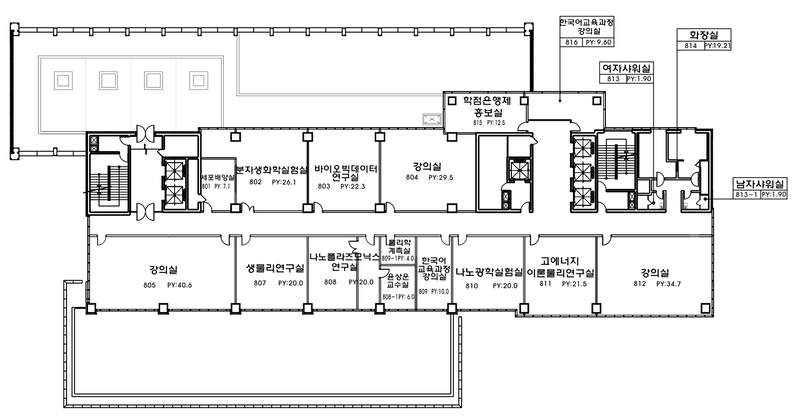 한국어교육과정
강의실
816 PY:9.60
화장실
814 PY:19.21
여자샤워실
813 PY:1.90
학점은행제
홍보실
815 PY:12.5
세포배양실
801 PY: 7.1
분자생화학실험실
802 PY:26.1
바이오빅데이터
연구실
803 PY:22.3
강의실
804 PY:29.5
남자샤워실
813-1 PY:1.90
강의실
805 PY:40.6
생물리연구실
807 PY:20.0
나노플라즈모닉스
연구실
808 PY:20.0
물리학
계측실
809-1PY: 4.0
윤상운
교수실
808-1PY: 6.0
한국어
교육과정
강의실
809 PY:10.0
나노광학실험실
810 PY:20.0
고에너지
이론물리연구실
811 PY:21.5
강의실
812 PY:34.7